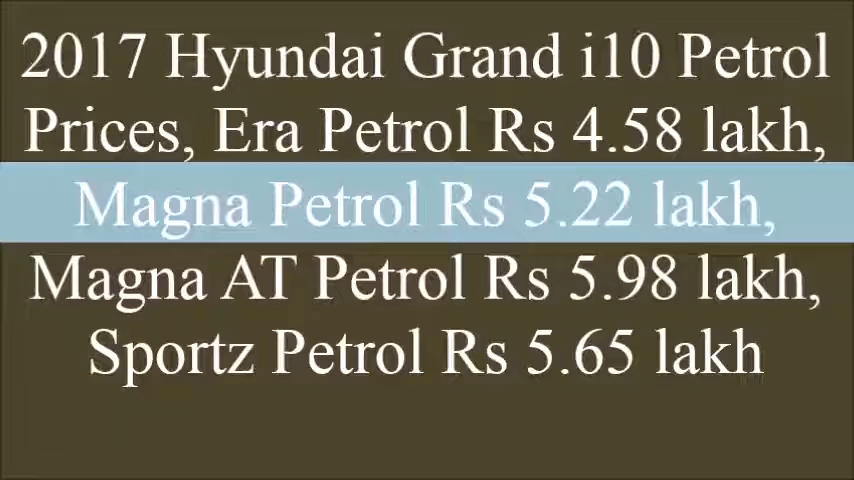 2017 Hyundai Grand i10 Petrol
Prices, Era Petrol Rs 4.58 lakh,
Magna Petrol Rs 5.22 lakh,
Magna AT Petrol Rs 5.98 lakh,
Sportz Petrol Rs 5.65 lakh